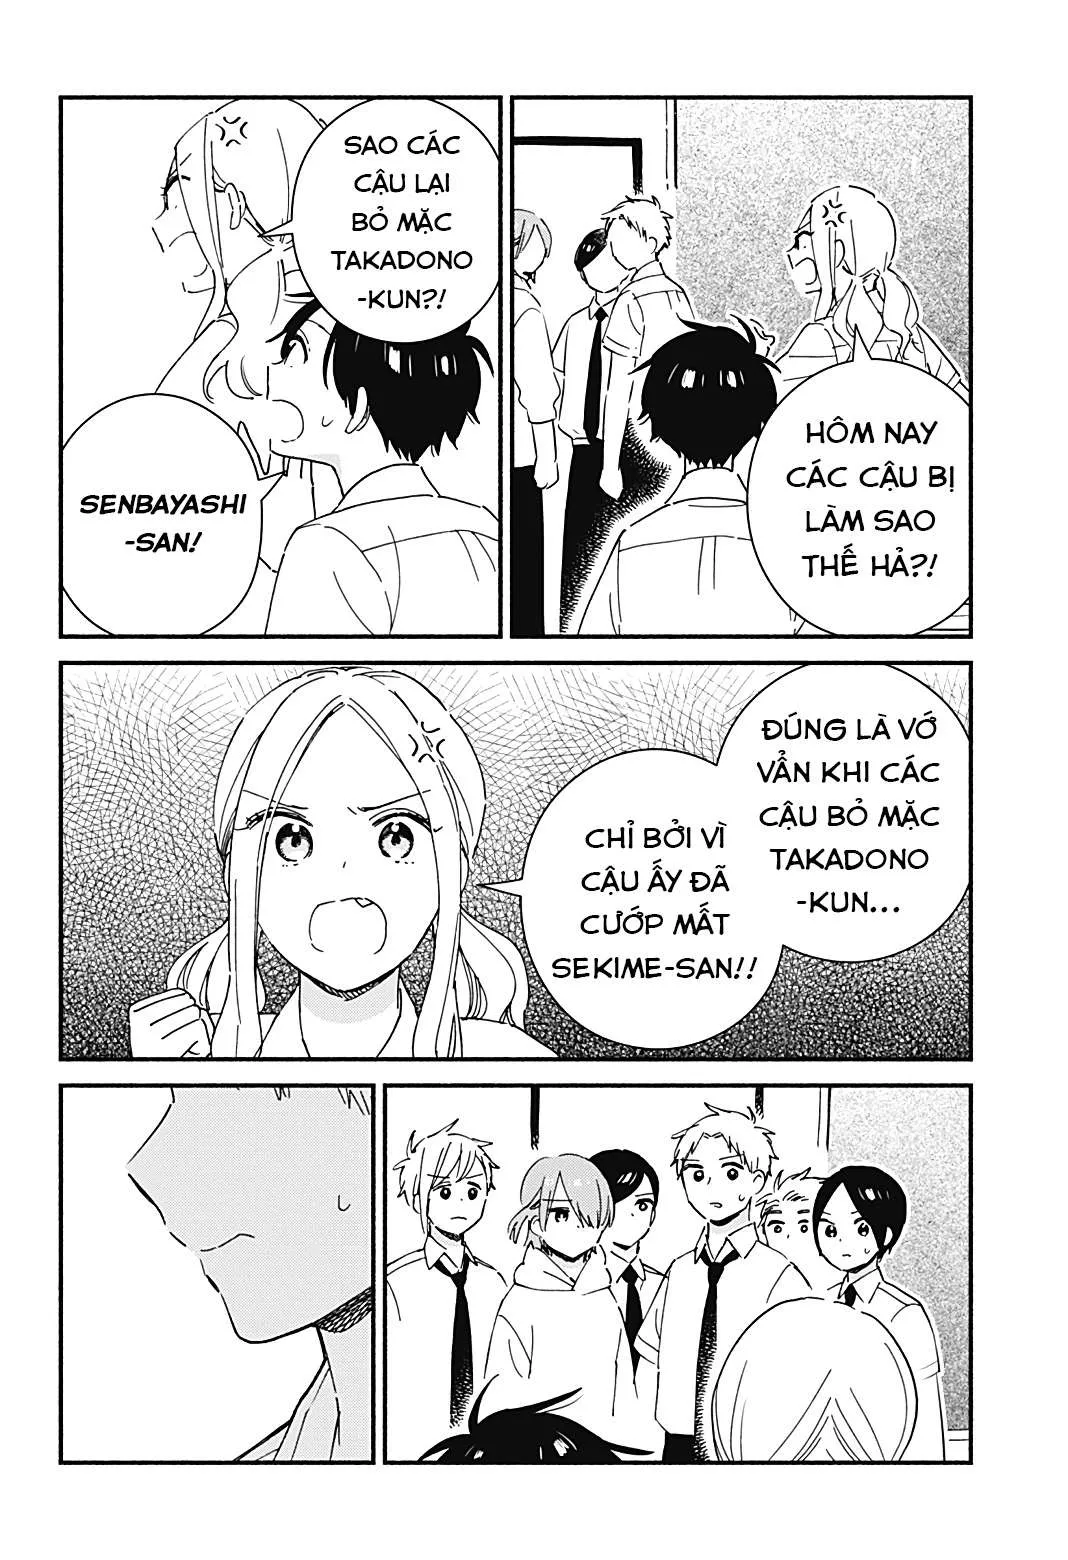 HÔM NAY
CÁC CẬU BỊ
LÀM SAO
THẾ HẢ?!
SAO CÁC
CẬU LẠI
BỎ MẶC
TAKADONO
-KUN?!
SENBAYASHI
-SAN!
ĐÚNG LÀ VỚ
VẨN KHI CÁC
CẬU BỎ MẶC
TAKADONO
-KUN...
CHỈ BỞI VÌ
CẬU ẤY ĐÃ
CƯỚP MẤT
SEKIME-SAN!!